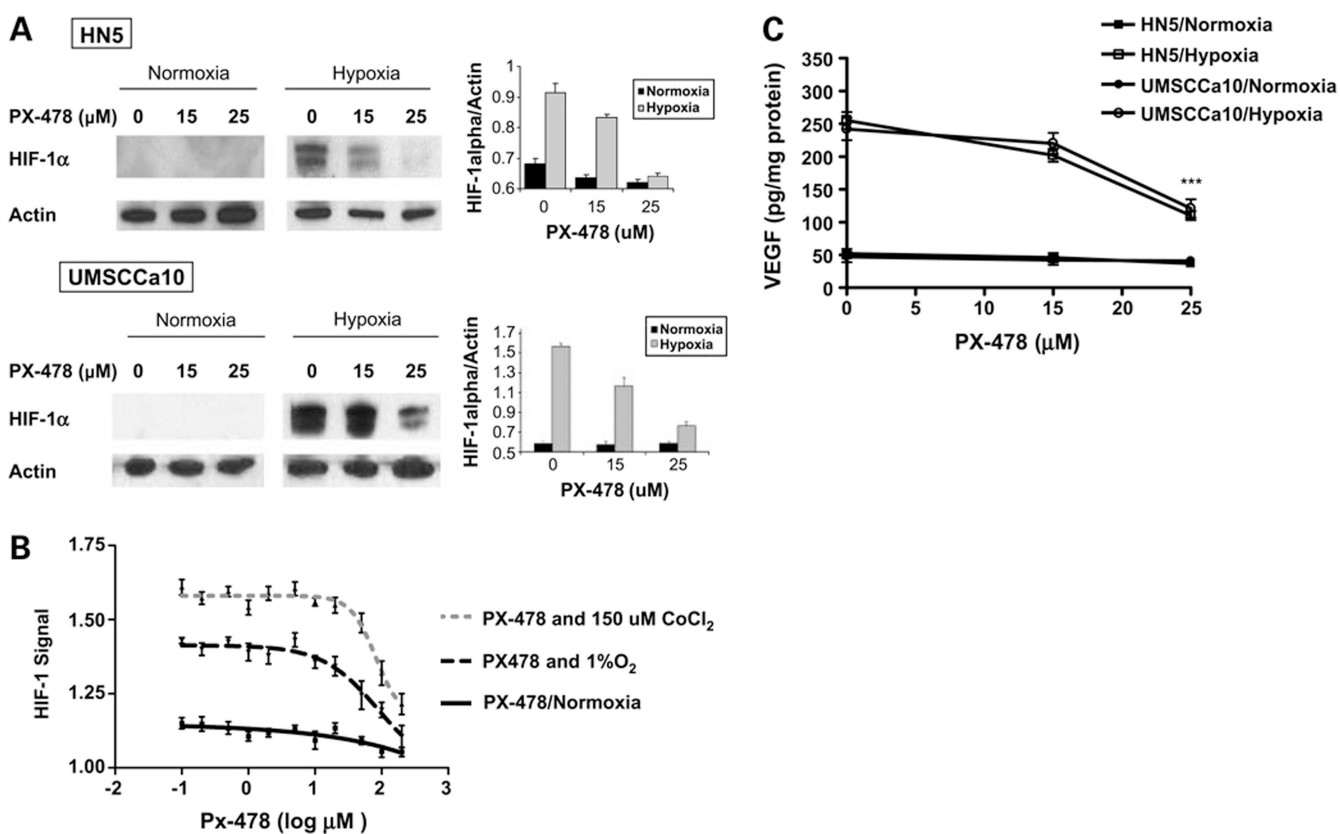 A
HN5
Normoxia Hypoxia
PX-478 (μM) 0 15 25 0 15 25
HIF-1α
Actin
HIF-1alpha/Actin
1
0.9
0.8
0.7
0.6
Normoxia
Hypoxia
0 15 25
PX-478 (uM)
UMSCCa10
Normoxia Hypoxia
PX-478 (μM) 0 15 25 0 15 25
HIF-1α
Actin
HIF-1alpha/Actin
1.7
1.5
1.3
1.1
0.9
0.7
0.5
Normoxia
Hypoxia
0 15 25
PX-478 (uM)
B
HIF-1 Signal
1.75
1.50
1.25
1.00
-2 -1 0 1 2 3
Px-478 (log μM )
PX-478 and 150 uM CoCl2
PX478 and 1%O2
PX-478/Normoxia
C
HN5/Normoxia
HN5/Hypoxia
UMSCCa10/Normoxia
UMSCCa10/Hypoxia
VEGF (pg/mg protein)
350
300
250
200
150
100
50
0
***
0 5 10 15 20 25
PX-478 (μM)